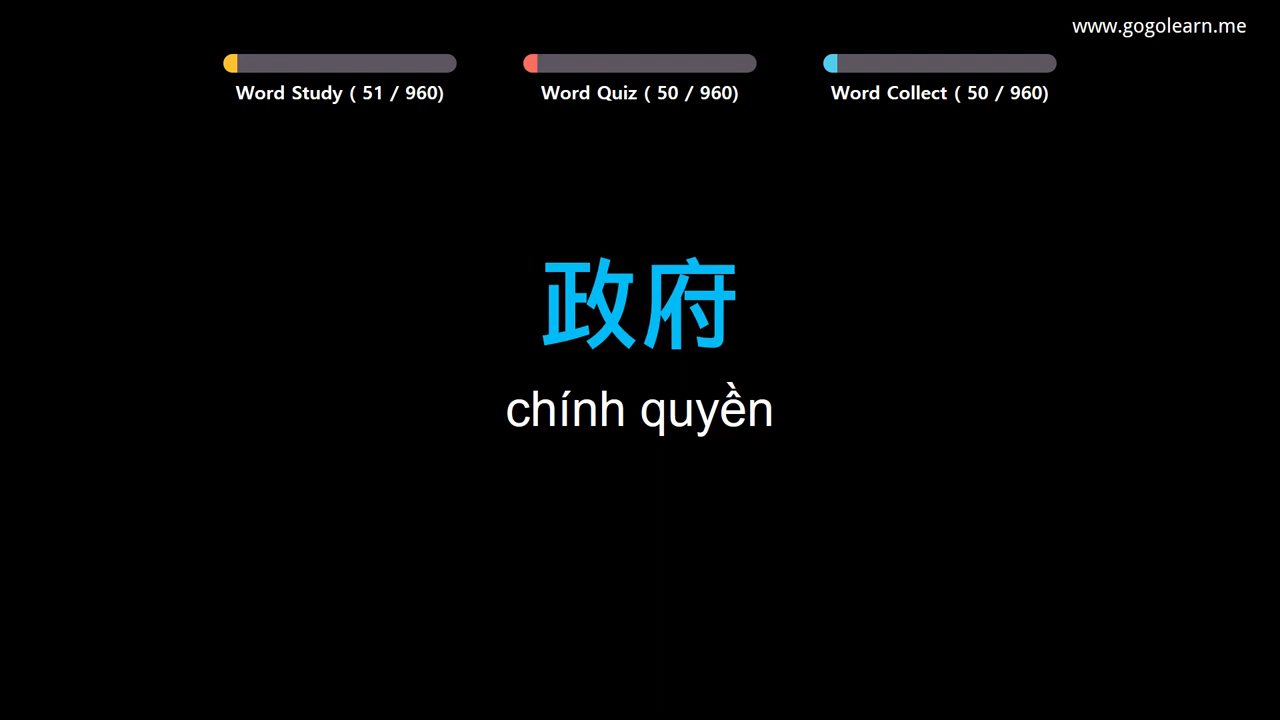 www.gogolearn.me
Word Study ( 51 / 960)
Word Quiz ( 50 / 960)
Word Collect ( 50 / 960)
政府
chính quyền